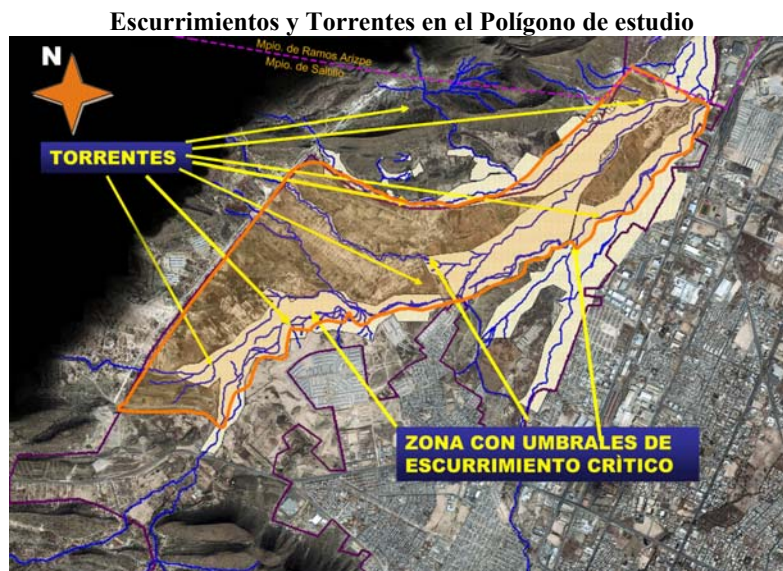 Escurrimientos y Torrentes en el Polígono de estudio
N
Mpio. de Ramos Arizpe
Mpio. de Saltillo
TORRENTES
ZONA CON UMBRALES DE
ESCURRIMIENTO CRÌTICO